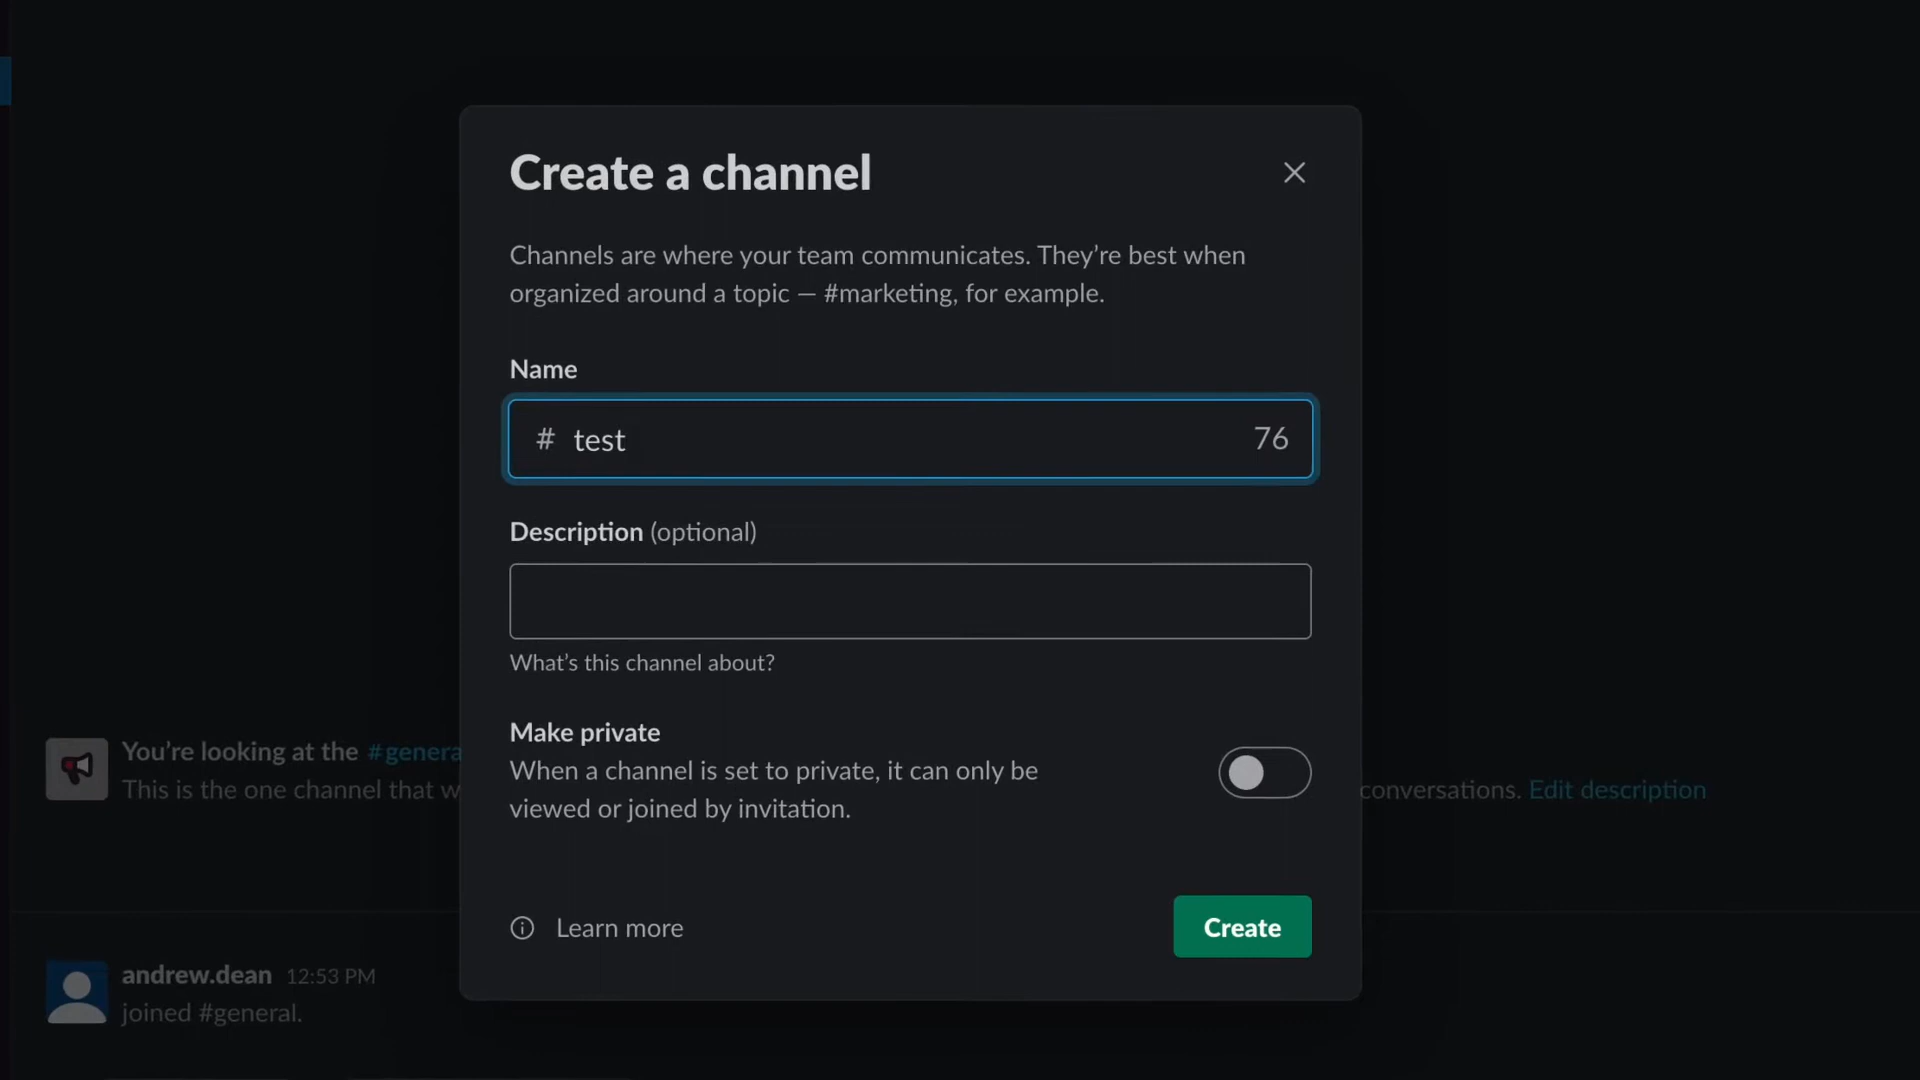 Create a channel
Channels are where your team communicates. They’re best when
organized around a topic — #marketing, for example.
Name
# test 76
Description (optional)
What’s this channel about?
Make private
When a channel is set to private, it can only be
viewed or joined by invitation.
Learn more
Create
You’re looking at the #genera
This is the one channel that w
conversations. Edit description
andrew.dean 12:53 PM
joined #general.